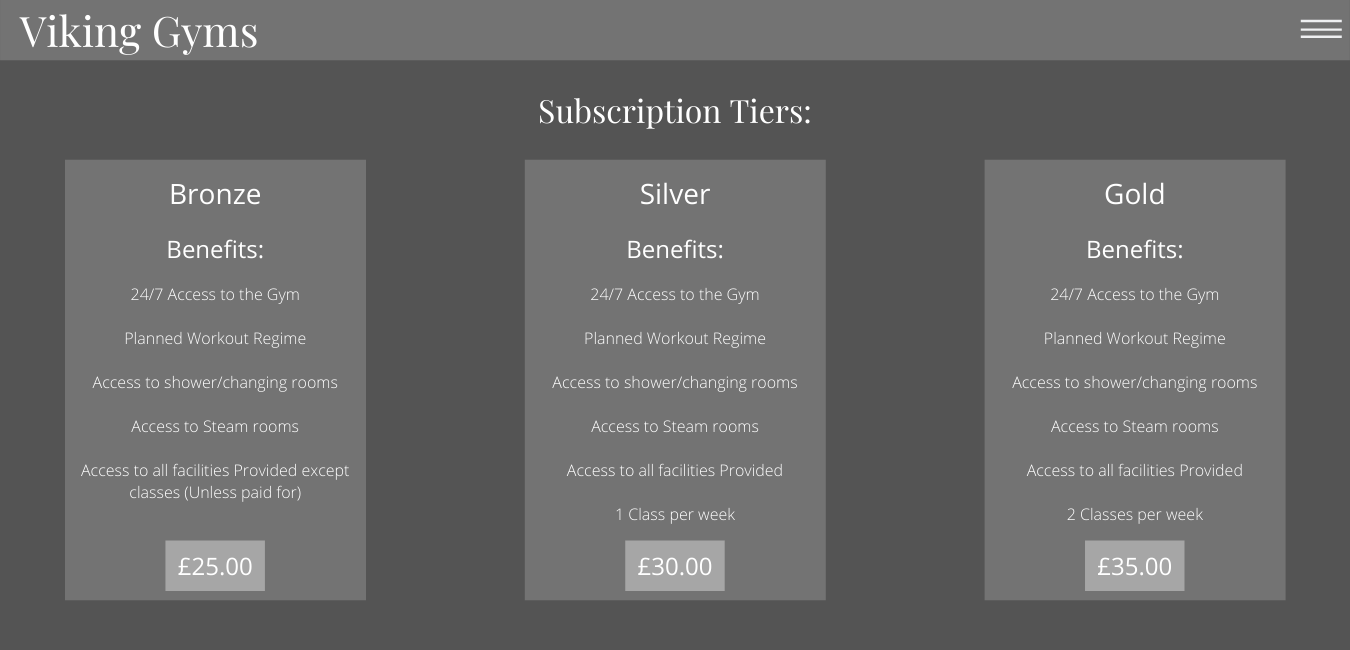 Viking Gyms
Subscription Tiers:
Bronze
Benefits:
24/7 Access to the Gym
Planned Workout Regime
Access to shower/changing rooms
Access to Steam rooms
Access to all facilities Provided except
classes (Unless paid for)
£25.00
Silver
Benefits:
24/7 Access to the Gym
Planned Workout Regime
Access to shower/changing rooms
Access to Steam rooms
Access to all facilities Provided
1 Class per week
£30.00
Gold
Benefits:
24/7 Access to the Gym
Planned Workout Regime
Access to shower/changing rooms
Access to Steam rooms
Access to all facilities Provided
2 Classes per week
£35.00